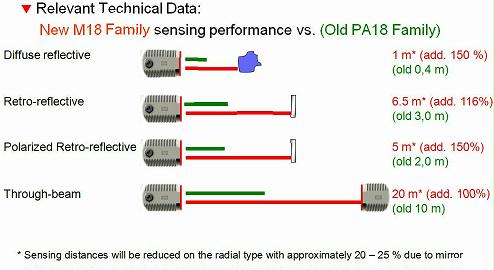 ▼ Relevant Technical Data:
New M18 Family sensing performance vs. (Old PA18 Family)
Diffuse reflective
1 m* (add. 150 %)
(old 0,4 m)
Retro-reflective
6.5 m* (add. 116%)
(old 3,0 m)
Polarized Retro-reflective
5 m* (add. 150%)
(old 2,0 m)
Through-beam
20 m* (add. 100%)
(old 10 m)
* Sensing distances will be reduced on the radial type with approximately 20 – 25 % due to mirror